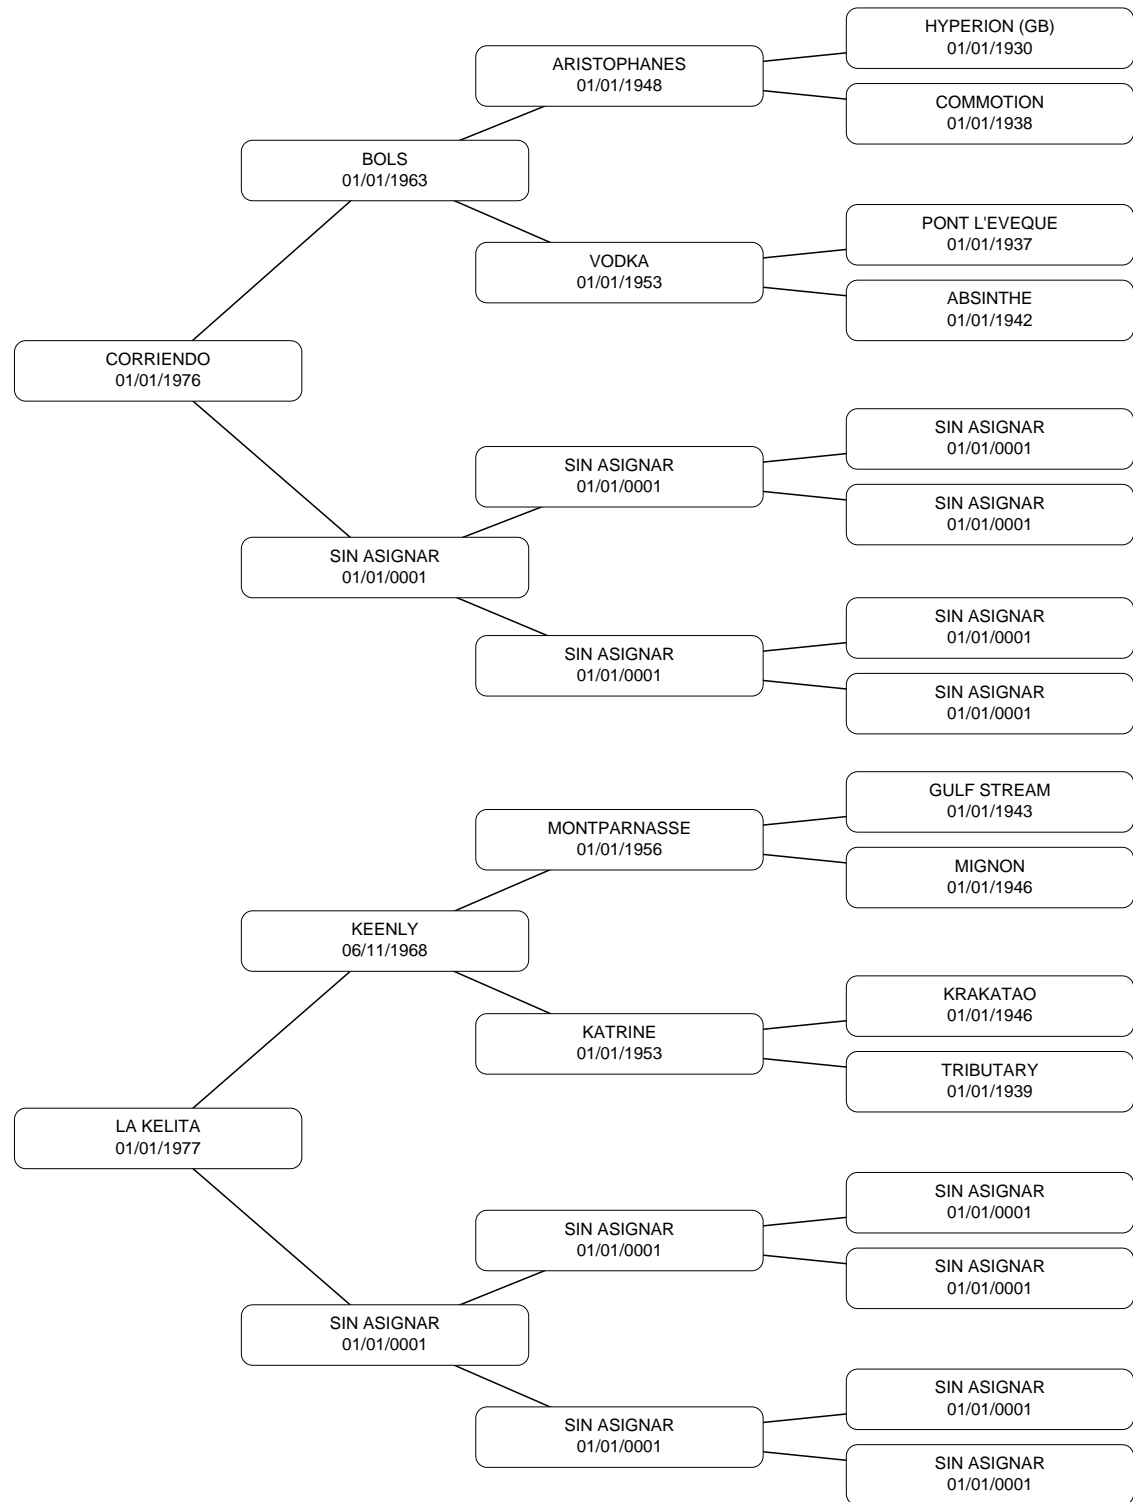 HYPERION (GB)
01/01/1930
ARISTOPHANES
01/01/1948
COMMOTION
01/01/1938
BOLS
01/01/1963
PONT L'EVEQUE
01/01/1937
VODKA
01/01/1953
ABSINTHE
01/01/1942
CORRIENDO
01/01/1976
SIN ASIGNAR
01/01/0001
SIN ASIGNAR
01/01/0001
SIN ASIGNAR
01/01/0001
SIN ASIGNAR
01/01/0001
SIN ASIGNAR
01/01/0001
SIN ASIGNAR
01/01/0001
SIN ASIGNAR
01/01/0001
GULF STREAM
01/01/1943
MONTPARNASSE
01/01/1956
MIGNON
01/01/1946
KEENLY
06/11/1968
KRAKATAO
01/01/1946
KATRINE
01/01/1953
TRIBUTARY
01/01/1939
LA KELITA
01/01/1977
SIN ASIGNAR
01/01/0001
SIN ASIGNAR
01/01/0001
SIN ASIGNAR
01/01/0001
SIN ASIGNAR
01/01/0001
SIN ASIGNAR
01/01/0001
SIN ASIGNAR
01/01/0001
SIN ASIGNAR
01/01/0001